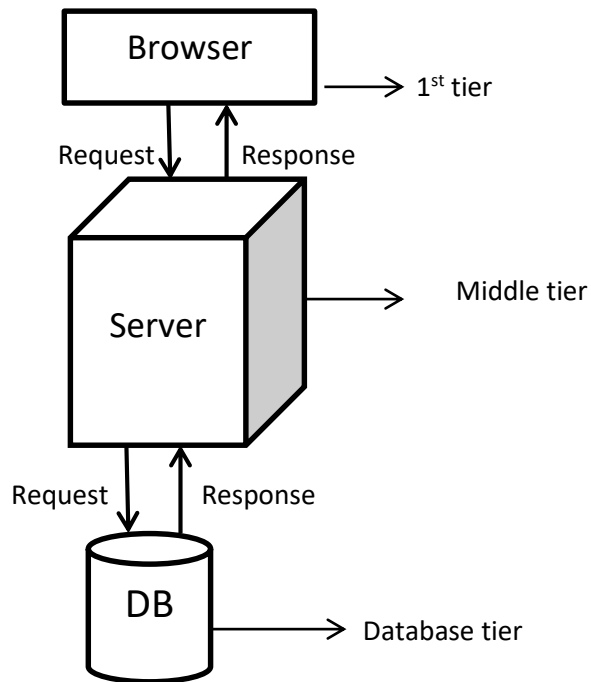 Browser
1st tier
Request
Response
Middle tier
Server
Request
Response
DB
Database tier